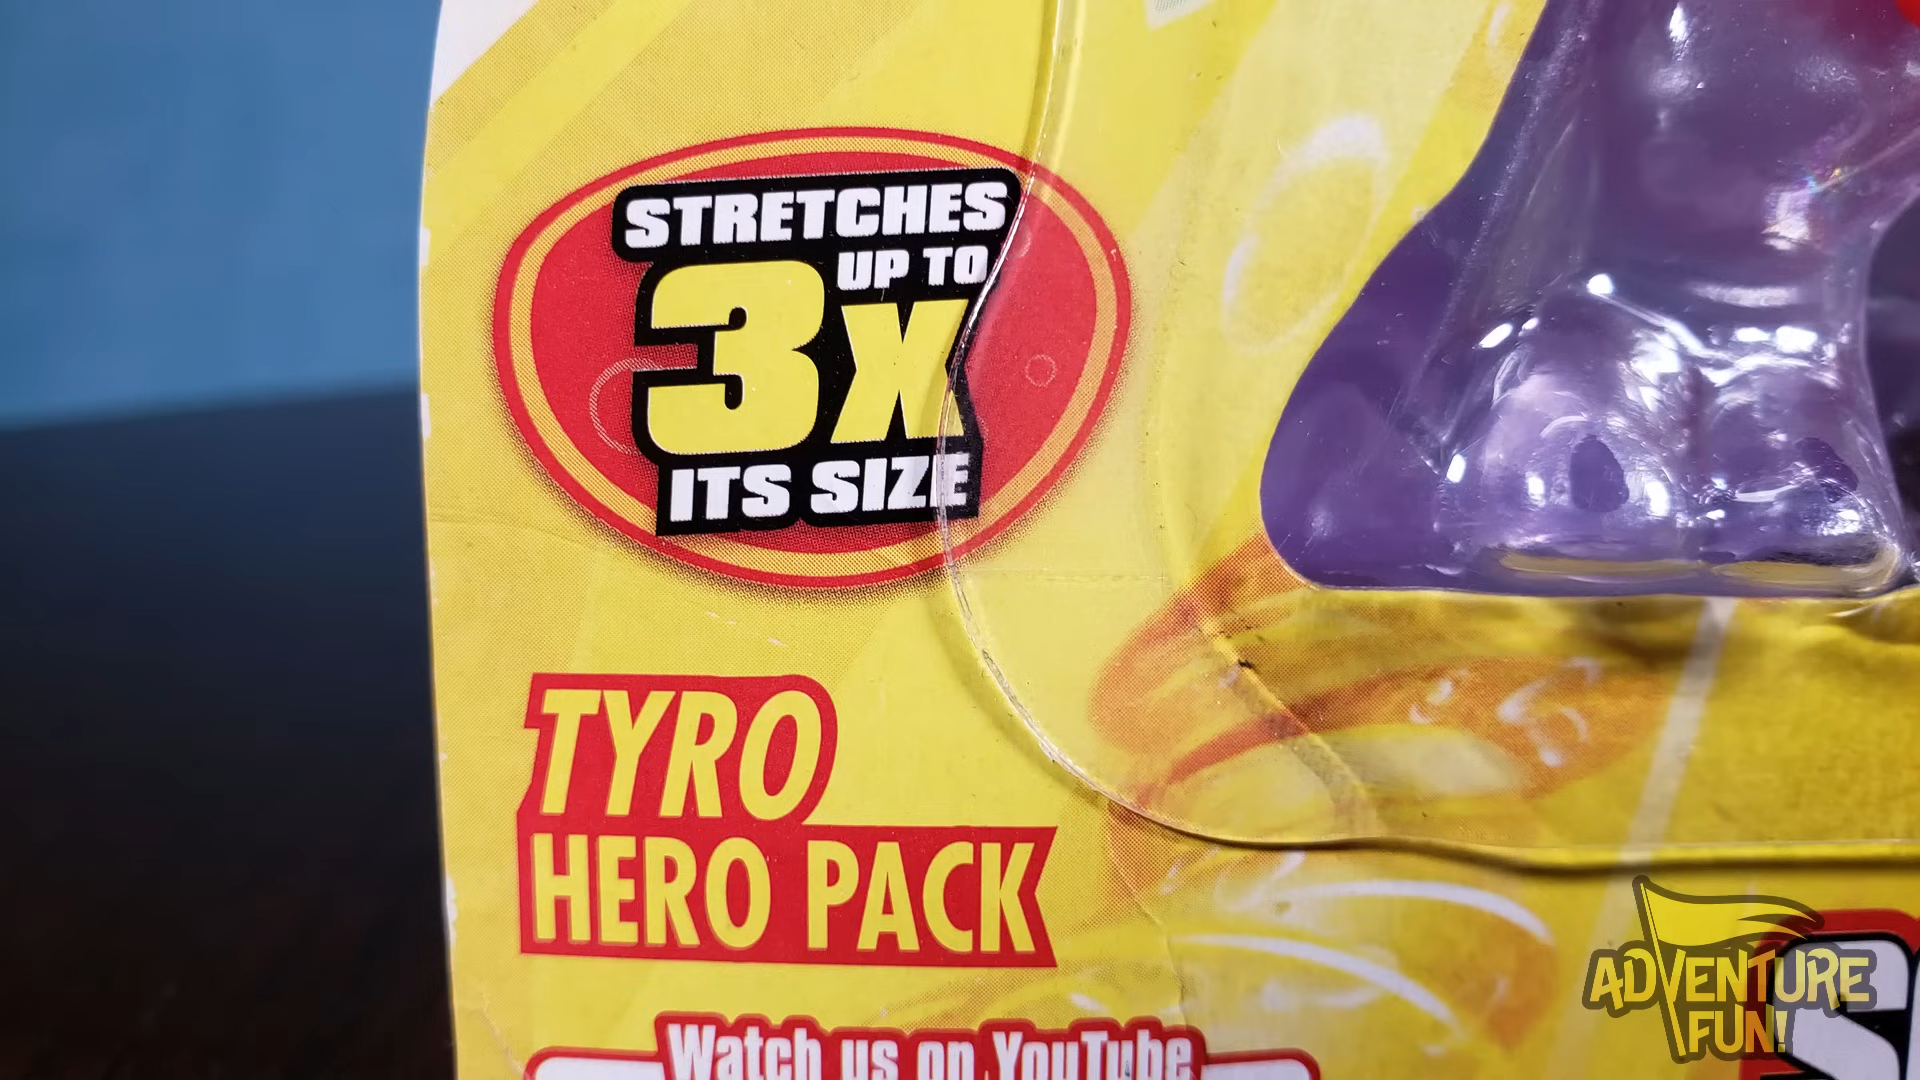 STRETCHES
UP TO
3x
ITS SIZE
TYRO
HERO PACK
Watch us on YouTube
ADVENTURE
FUN!